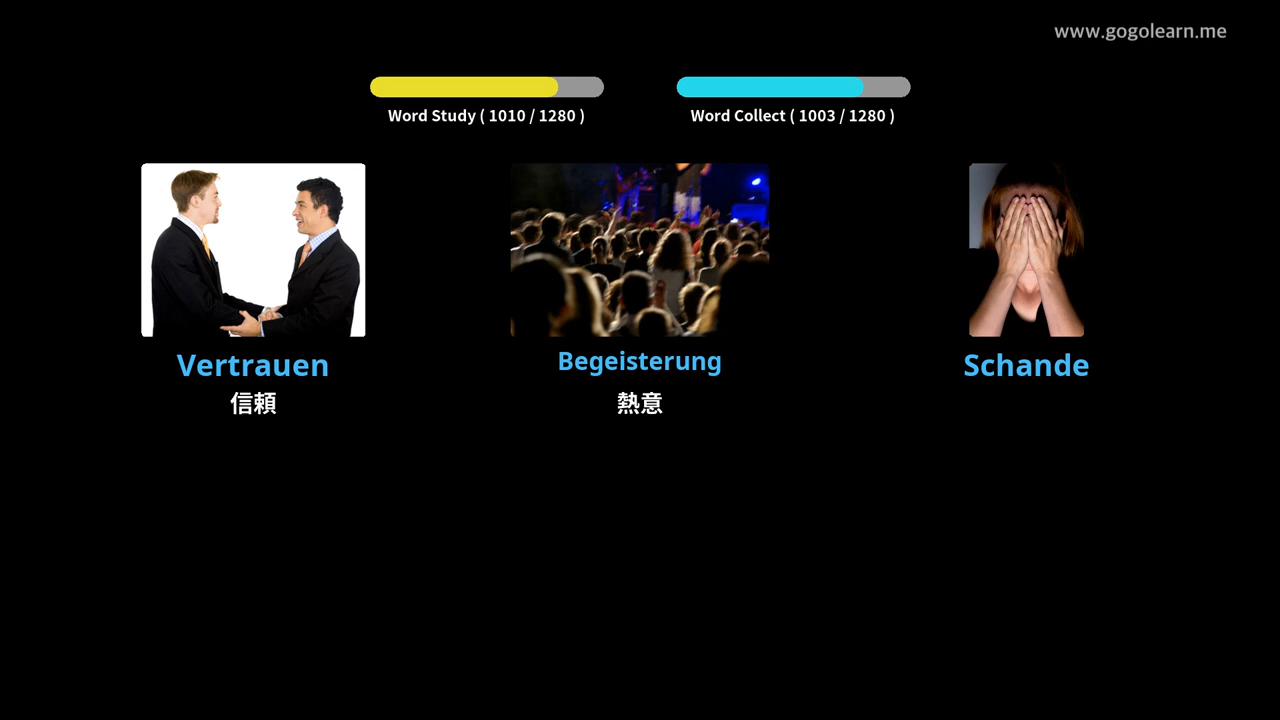 www.gogolearn.me
Word Study ( 1010 / 1280 )
Word Collect ( 1003 / 1280 )
Vertrauen
Begeisterung
Schande
信頼
熱意